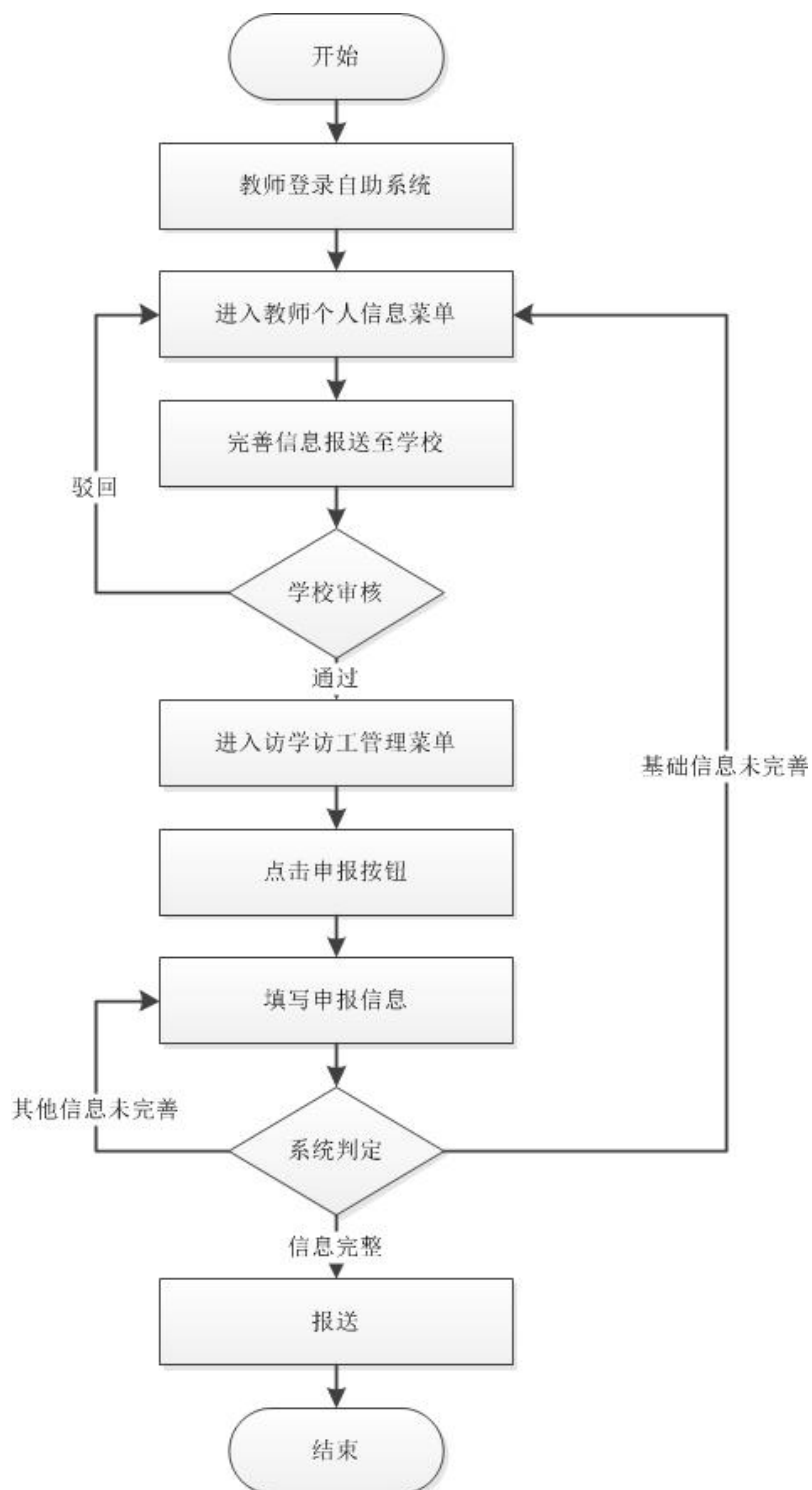 开始
教师登录自助系统
进入教师个人信息菜单
完善信息报送至学校
驳回
学校审核
通过
进入访学访工管理菜单
基础信息未完善
点击申报按钮
填写申报信息
其他信息未完善
系统判定
信息完整
报送
结束